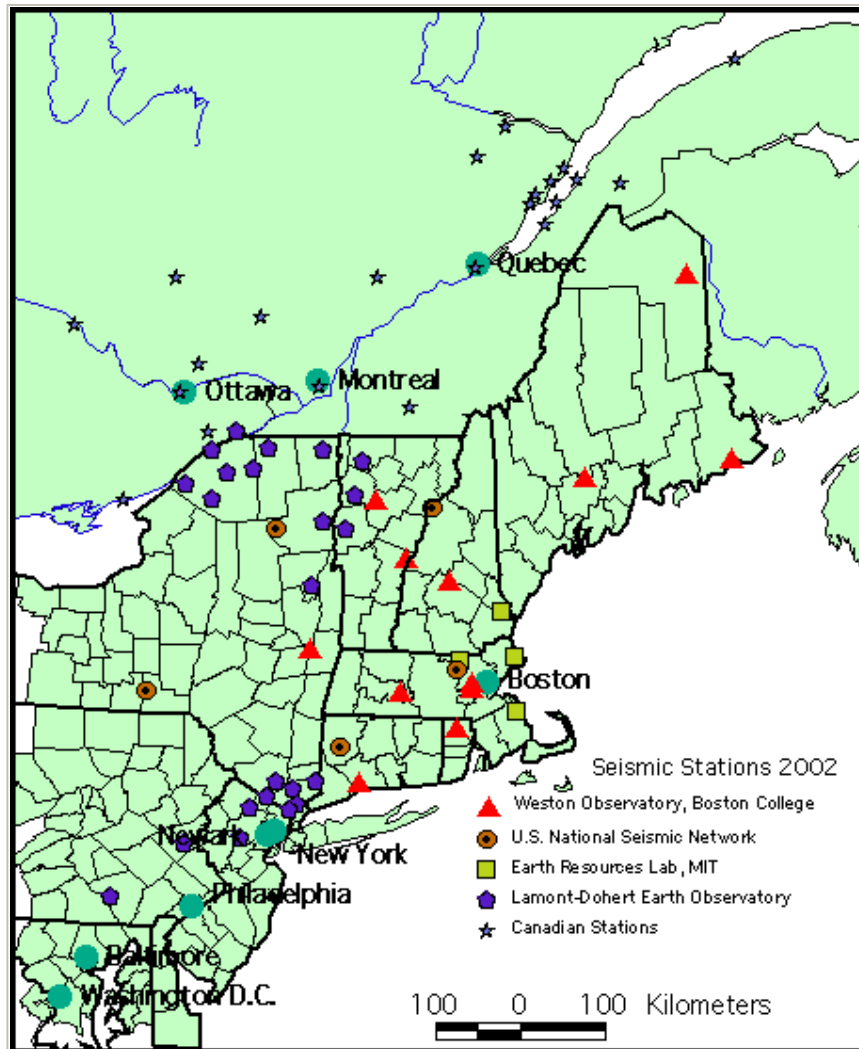 Quebec
Ottawa
Montreal
Boston
Seismic Stations 2002
Weston Observatory, Boston College
U.S. National Seismic Network
Earth Resources Lab, MIT
Lamont-Dohert Earth Observatory
Canadian Stations
Newark
New York
Philadelphia
Baltimore
Washington D.C.
100 0 100 Kilometers